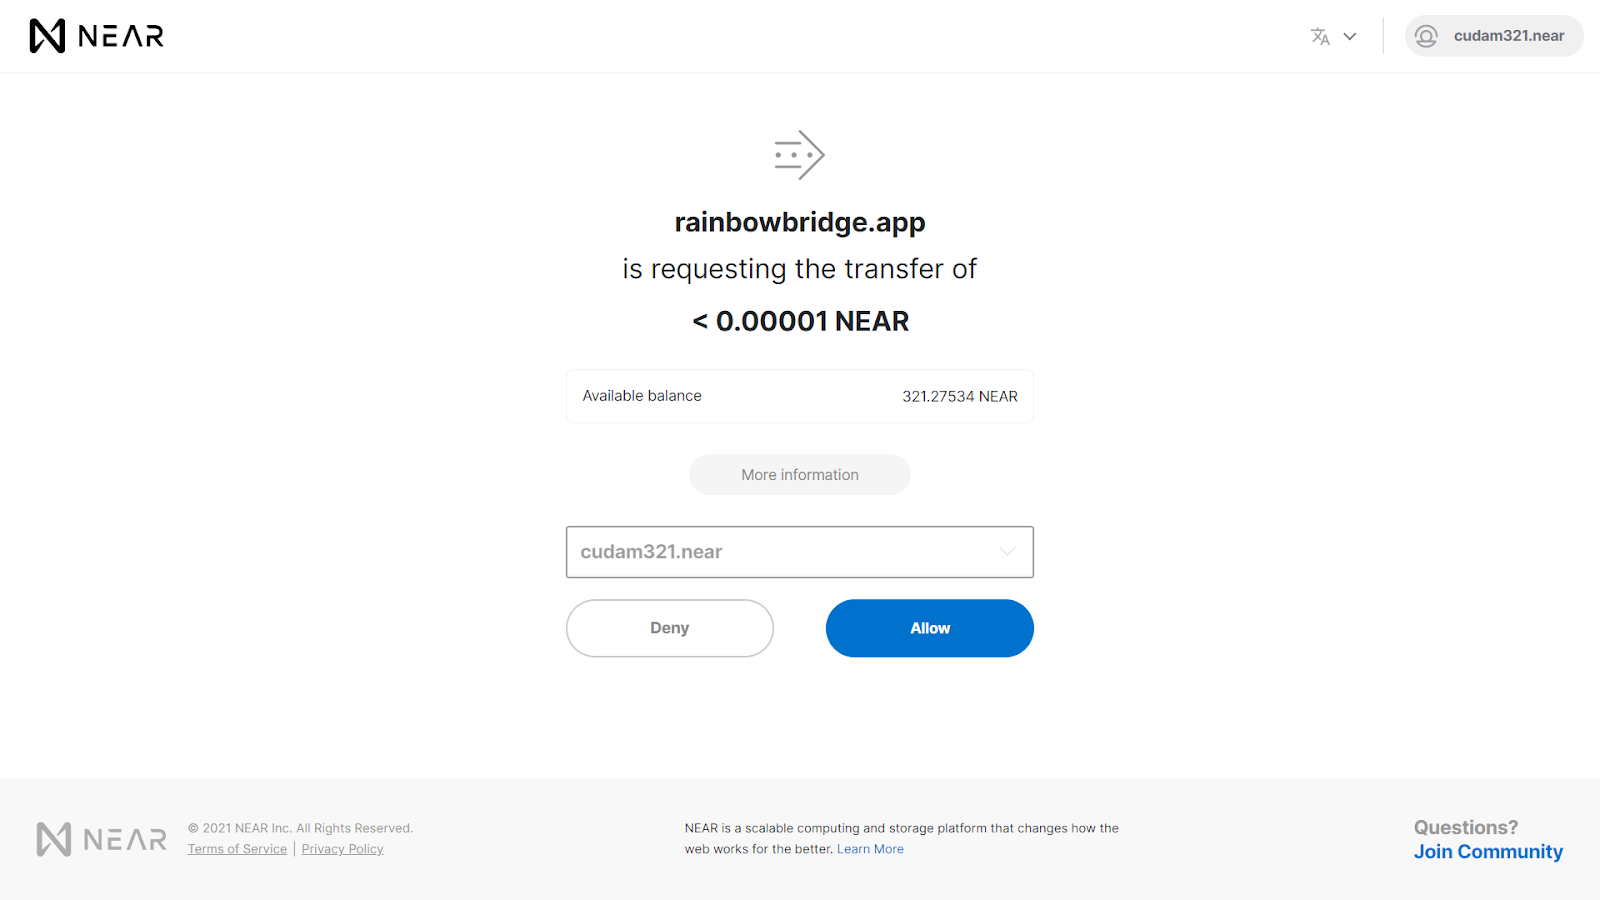 NEAR
cudam321.near
rainbowbridge.app
is requesting the transfer of
< 0.00001 NEAR
Available balance 321.27534 NEAR
More information
cudam321.near
Deny Allow
NEAR
© 2021 NEAR Inc. All Rights Reserved.
Terms of Service | Privacy Policy
NEAR is a scalable computing and storage platform that changes how the
web works for the better. Learn More
Questions?
Join Community